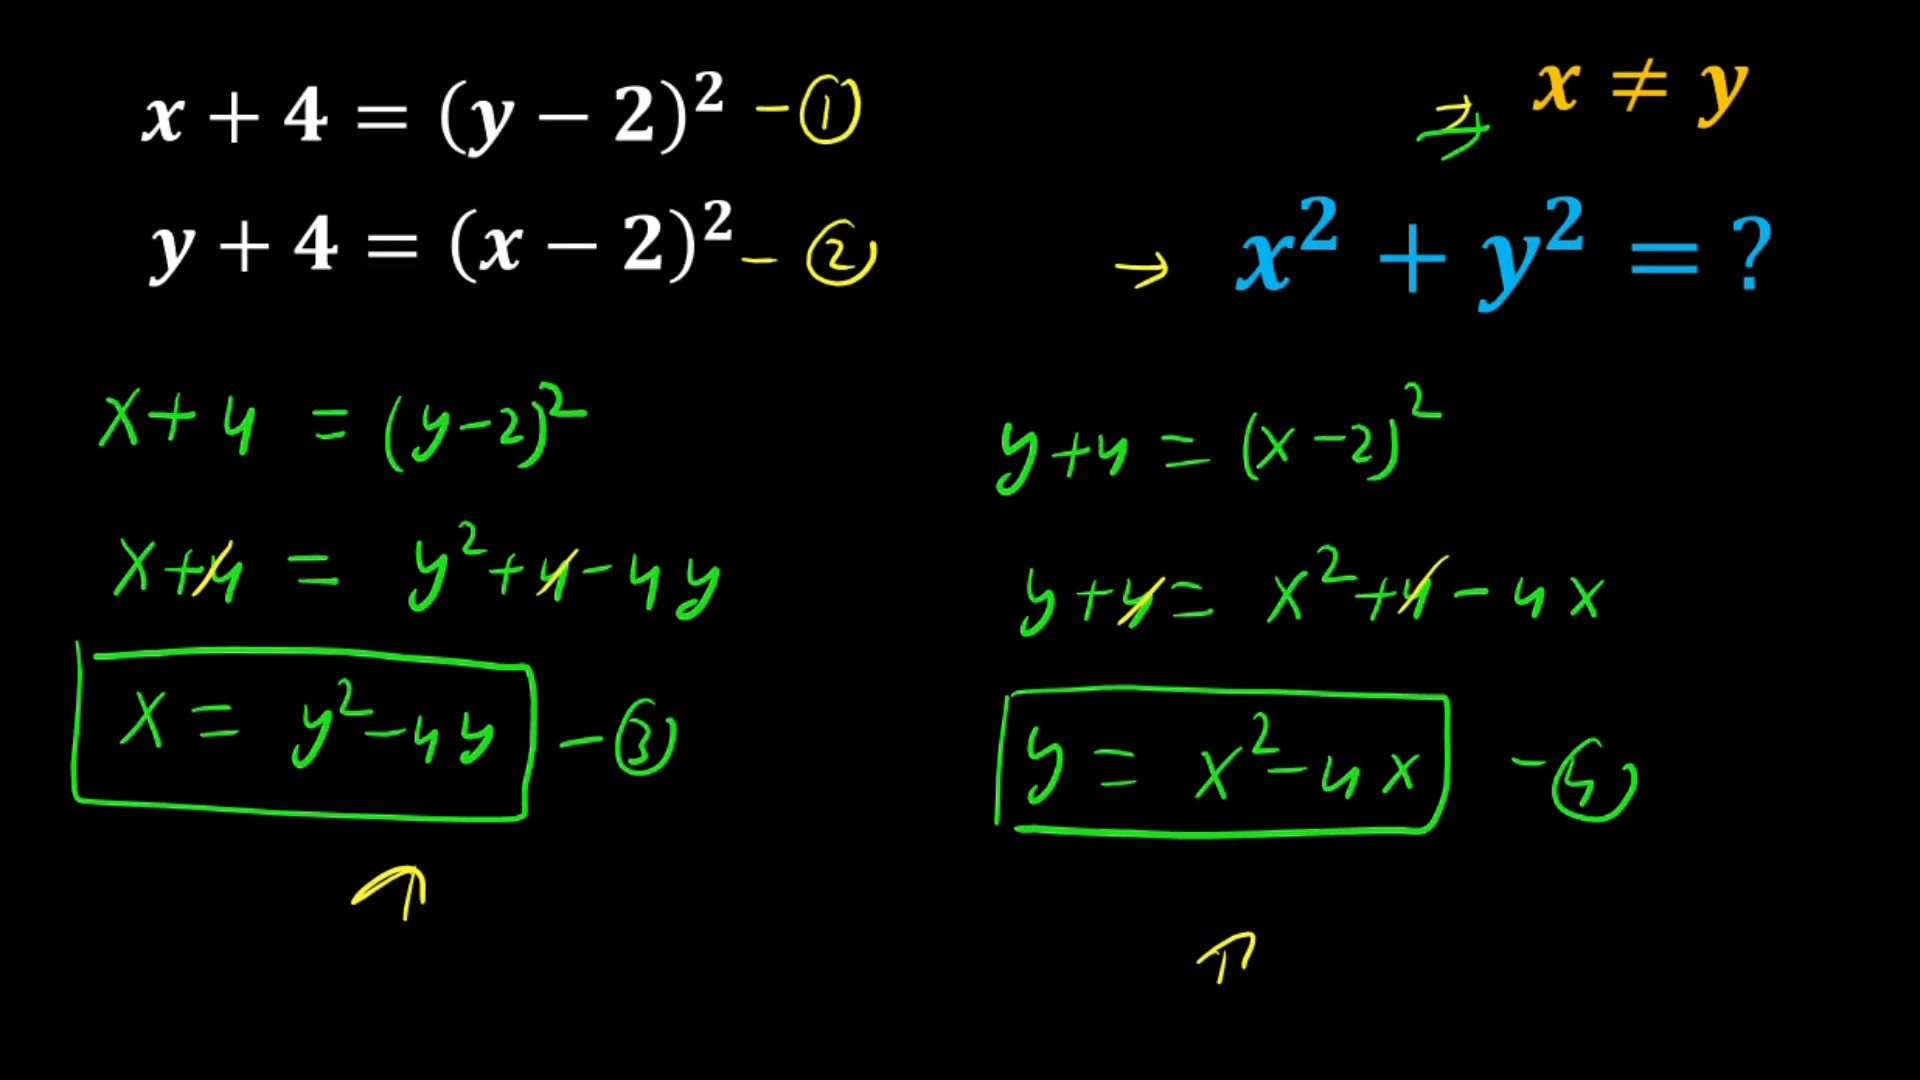 x + 4 = (y − 2)² - ①
y + 4 = (x − 2)² - ②
⇒ x ≠ y
→ x² + y² = ?
x + 4 = (y-2)²
x + 4 = y² + 4 - 4y
x = y² - 4y - ③
y + 4 = (x - 2)²
y + 4 = x² + 4 - 4x
y = x² - 4x - ④